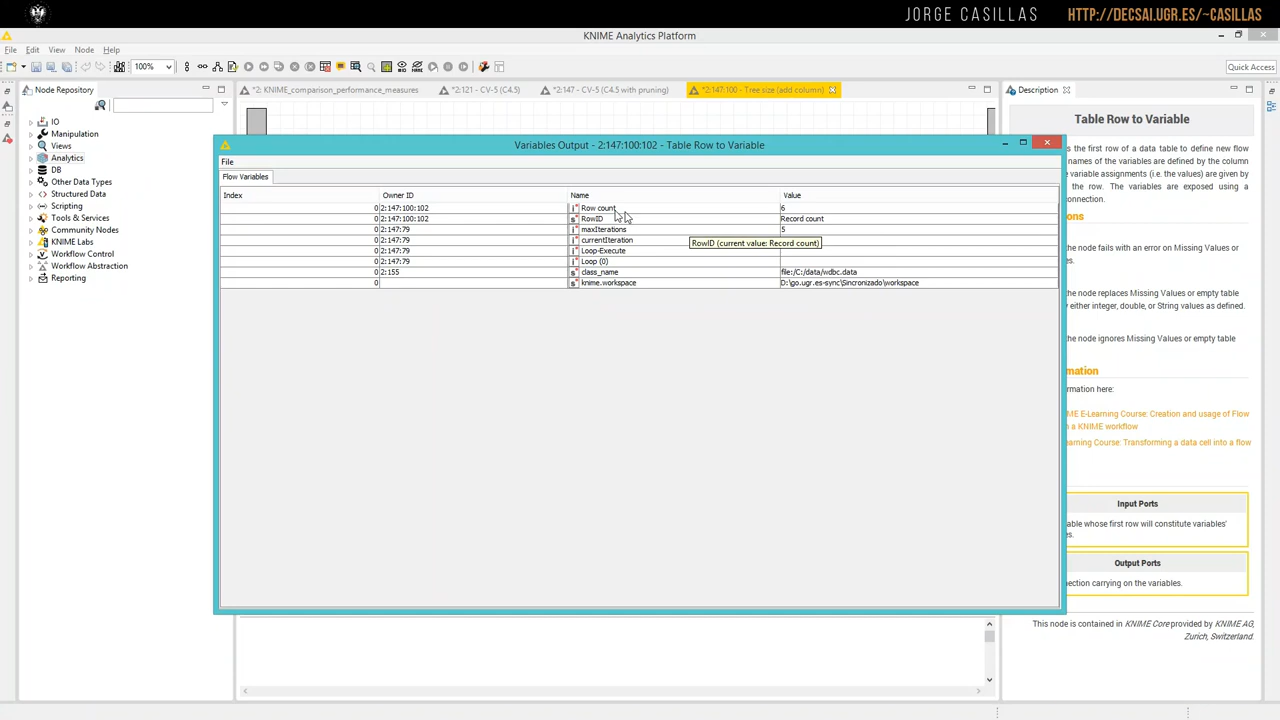 JORGE CASILLAS HTTP://DECSAI.UGR.ES/~CASILLAS
KNIME Analytics Platform
File Edit View Node Help
100%
Quick Access
Node Repository
*2: KNIME_comparison_performance_measures
*2:121 - CV-5 (C4.5)
*2:147 - CV-5 (C4.5 with pruning)
*2:147:100 - Tree size (add column)
Description
IO
Manipulation
Views
Analytics
DB
Other Data Types
Structured Data
Scripting
Tools & Services
Community Nodes
KNIME Labs
Workflow Control
Workflow Abstraction
Reporting
Variables Output - 2:147:100:102 - Table Row to Variable
File
Flow Variables
Index Owner ID Name Value
0 2:147:100:102 i Row count 6
0 2:147:100:102 s RowID Record count
0 2:147:79 i maxIterations 5
0 2:147:79 i currentIteration
0 2:147:79 Loop-Execute
0 2:147:79 Loop (0)
0 2:155 s class_name file:/C:/data/wdbc.data
0 s knime.workspace D:\go.ugr.es-sync\Sincronizado\workspace
RowID (current value: Record count)
Table Row to Variable
s the first row of a data table to define new flow
names of the variables are defined by the column
e variable assignments (i.e. the values) are given by
the row. The variables are exposed using a
onnection.
ons
he node fails with an error on Missing Values or
e.
he node replaces Missing Values or empty table
y either integer, double, or String values as defined.
he node ignores Missing Values or empty table
mation
formation here:
ME E-Learning Course: Creation and usage of Flow
n a KNIME workflow
earning Course: Transforming a data cell into a flow
Input Ports
able whose first row will constitute variables'
es.
Output Ports
nection carrying on the variables.
This node is contained in KNIME Core provided by KNIME AG,
Zurich, Switzerland.